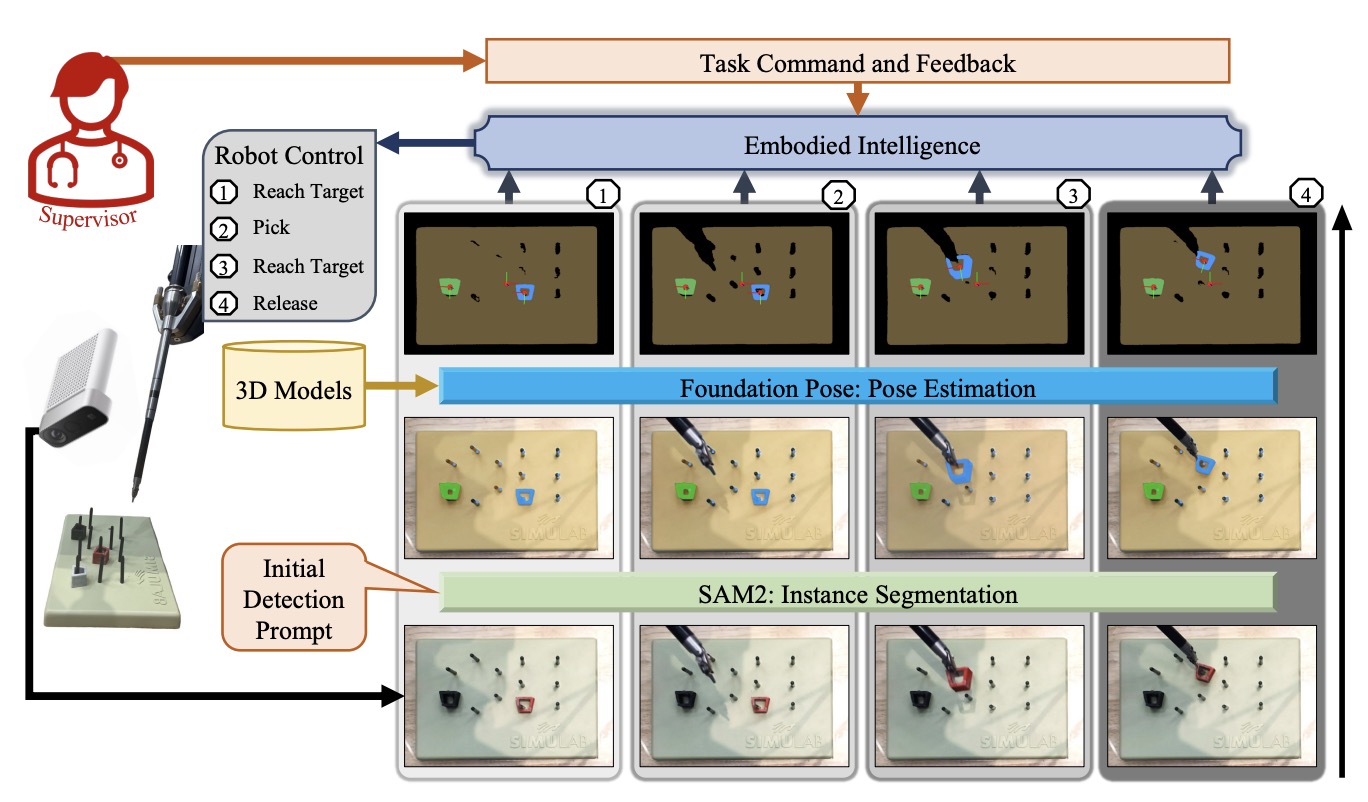 Task Command and Feedback
Embodied Intelligence
Supervisor
Robot Control
1 Reach Target
2 Pick
3 Reach Target
4 Release
1
2
3
4
3D Models
Foundation Pose: Pose Estimation
SIMULAB
SIMULAB
SIMULAB
SIMULAB
Initial
Detection
Prompt
SAM2: Instance Segmentation
SIMULAB
SIMULAB
SIMULAB
SIMULAB